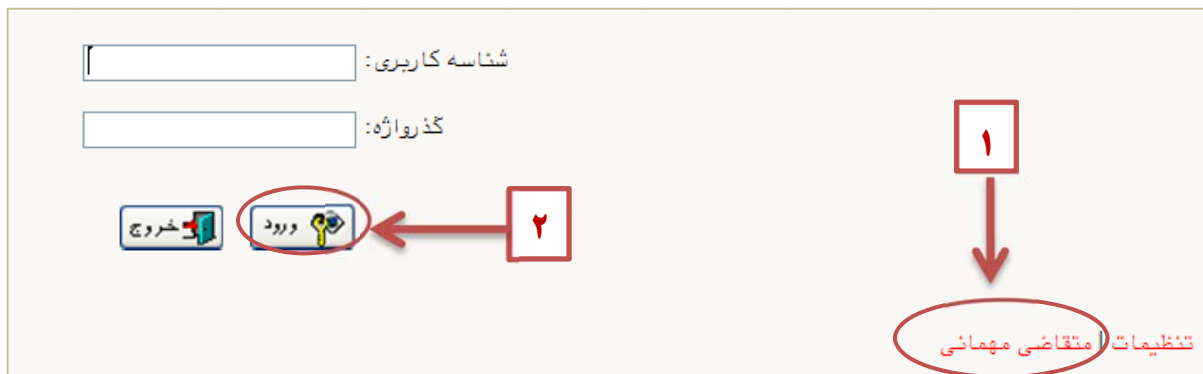 شناسه کاربری:
گذرواژه:
۱
ورود
خروج
۲
تنظیمات | متقاضی مهمانی